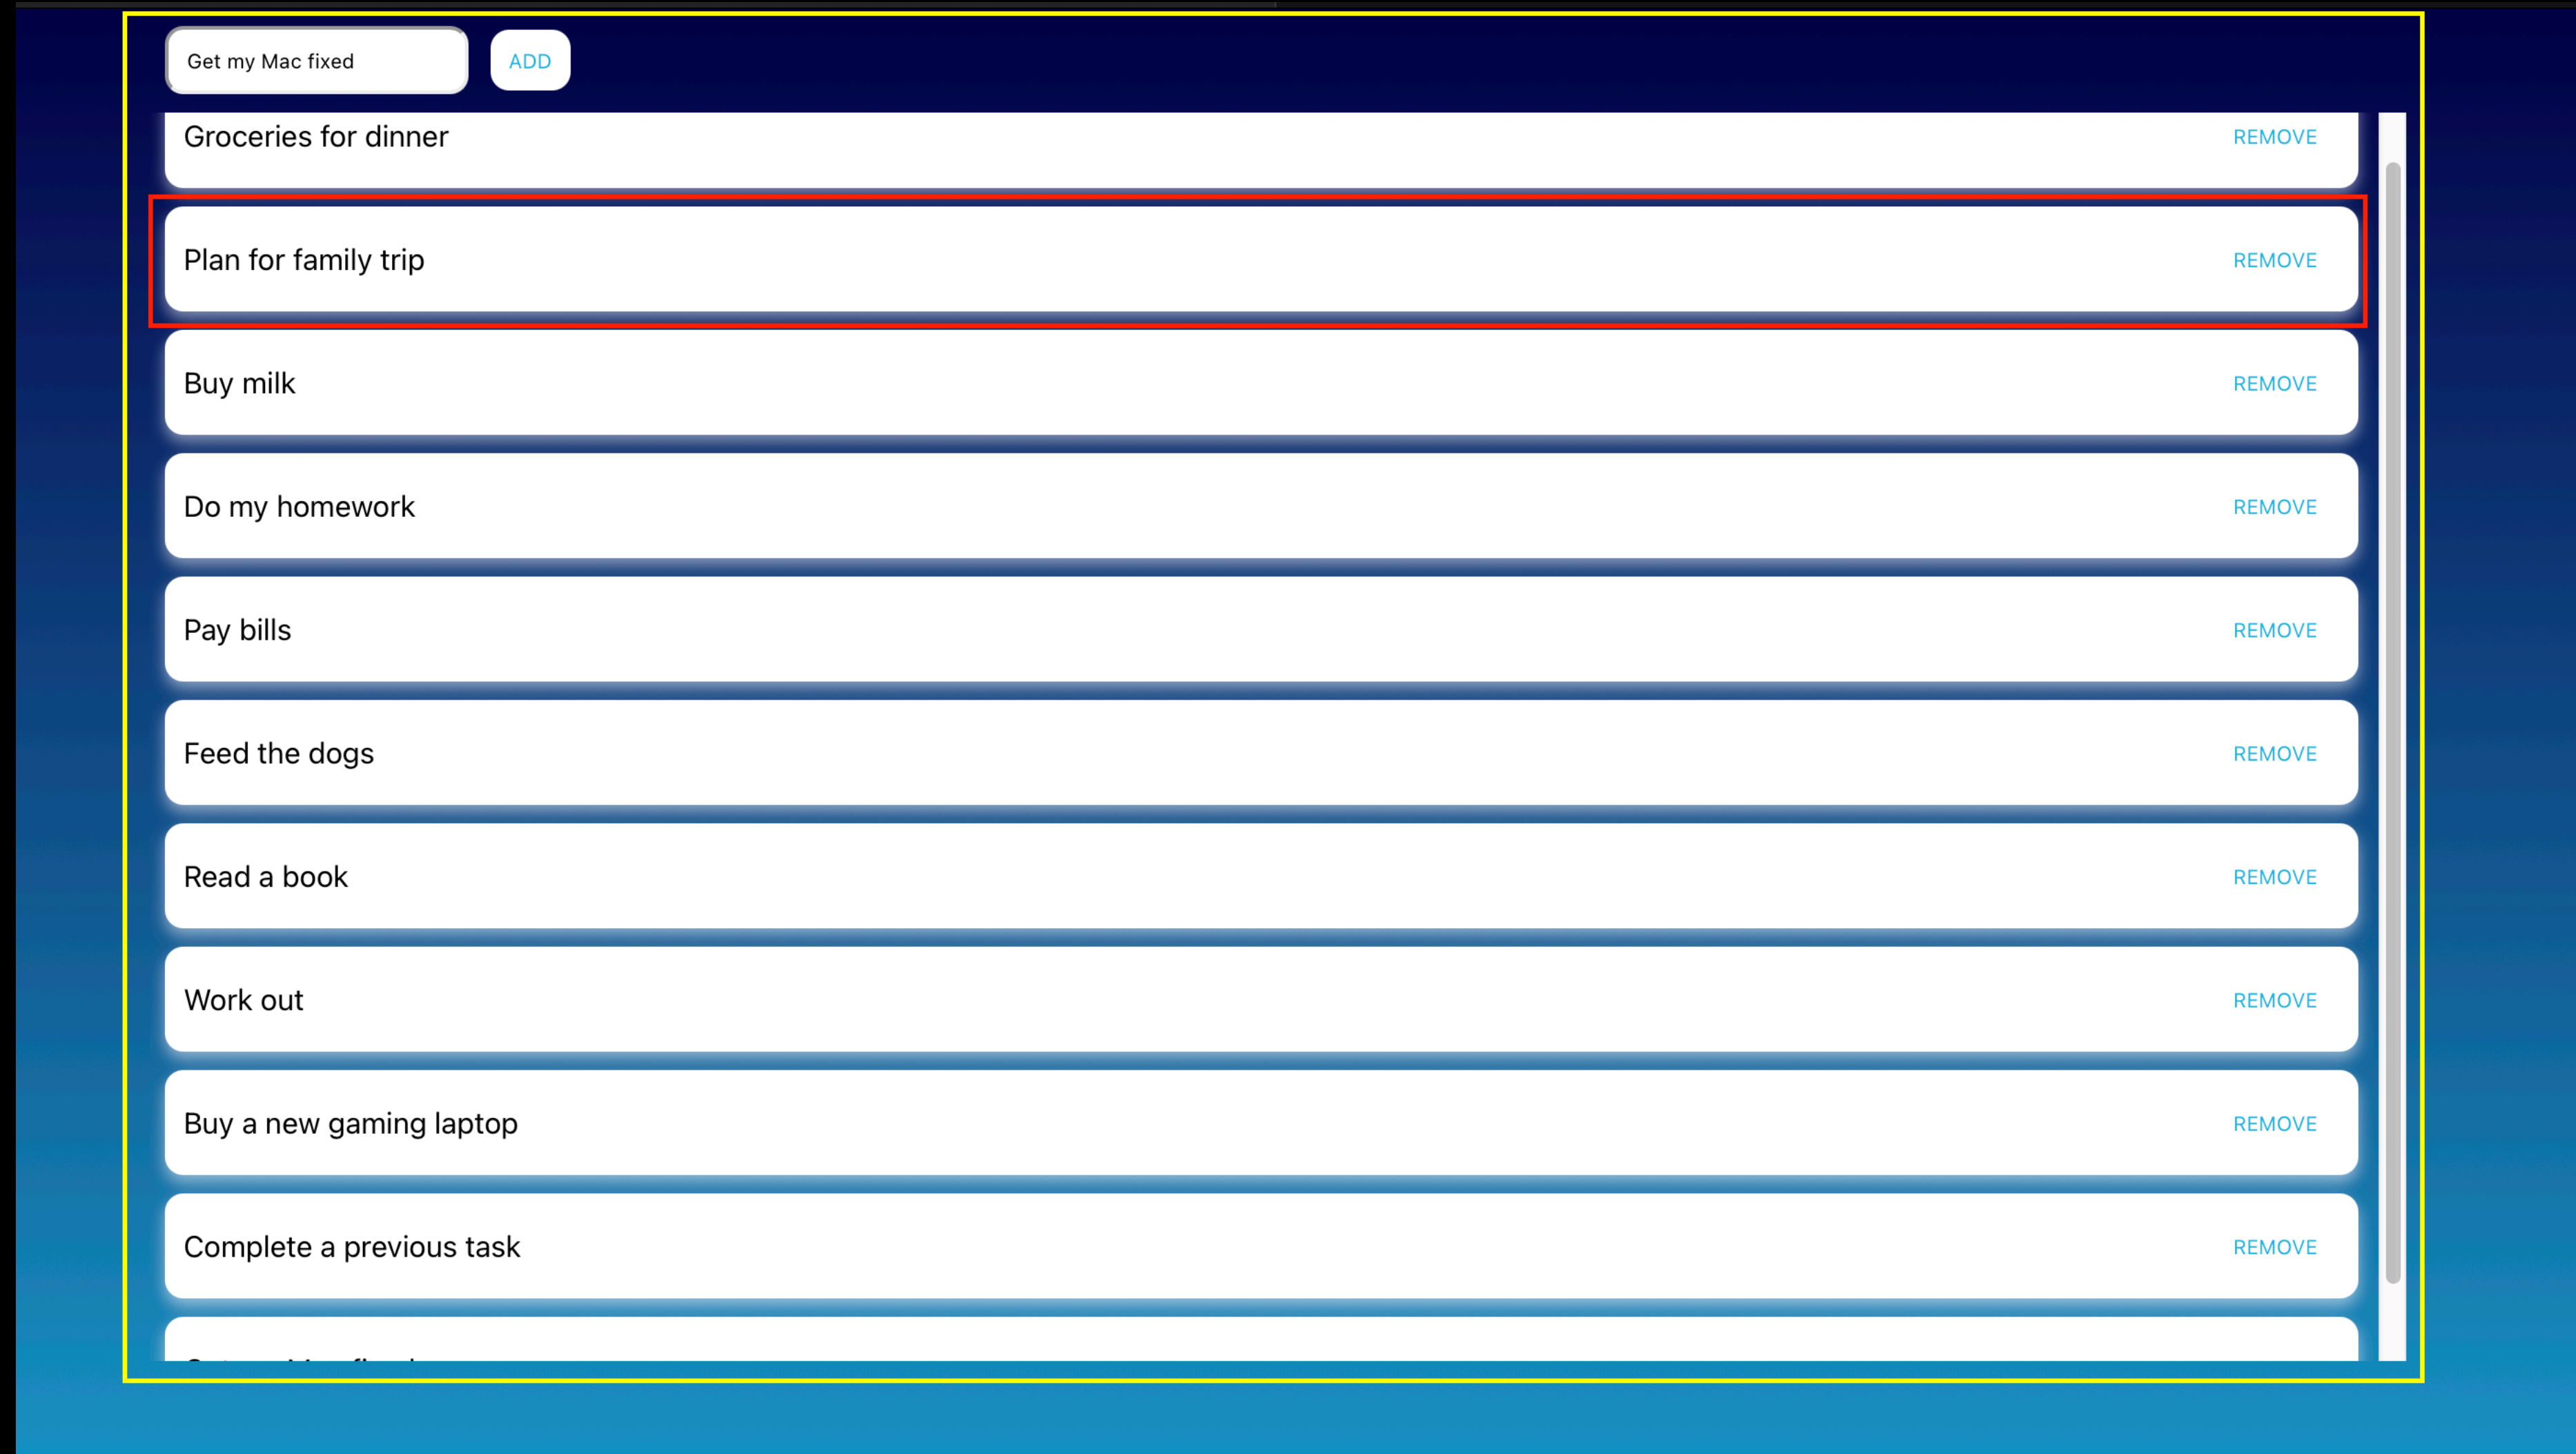 Get my Mac fixed
ADD
Groceries for dinner REMOVE
Plan for family trip REMOVE
Buy milk REMOVE
Do my homework REMOVE
Pay bills REMOVE
Feed the dogs REMOVE
Read a book REMOVE
Work out REMOVE
Buy a new gaming laptop REMOVE
Complete a previous task REMOVE